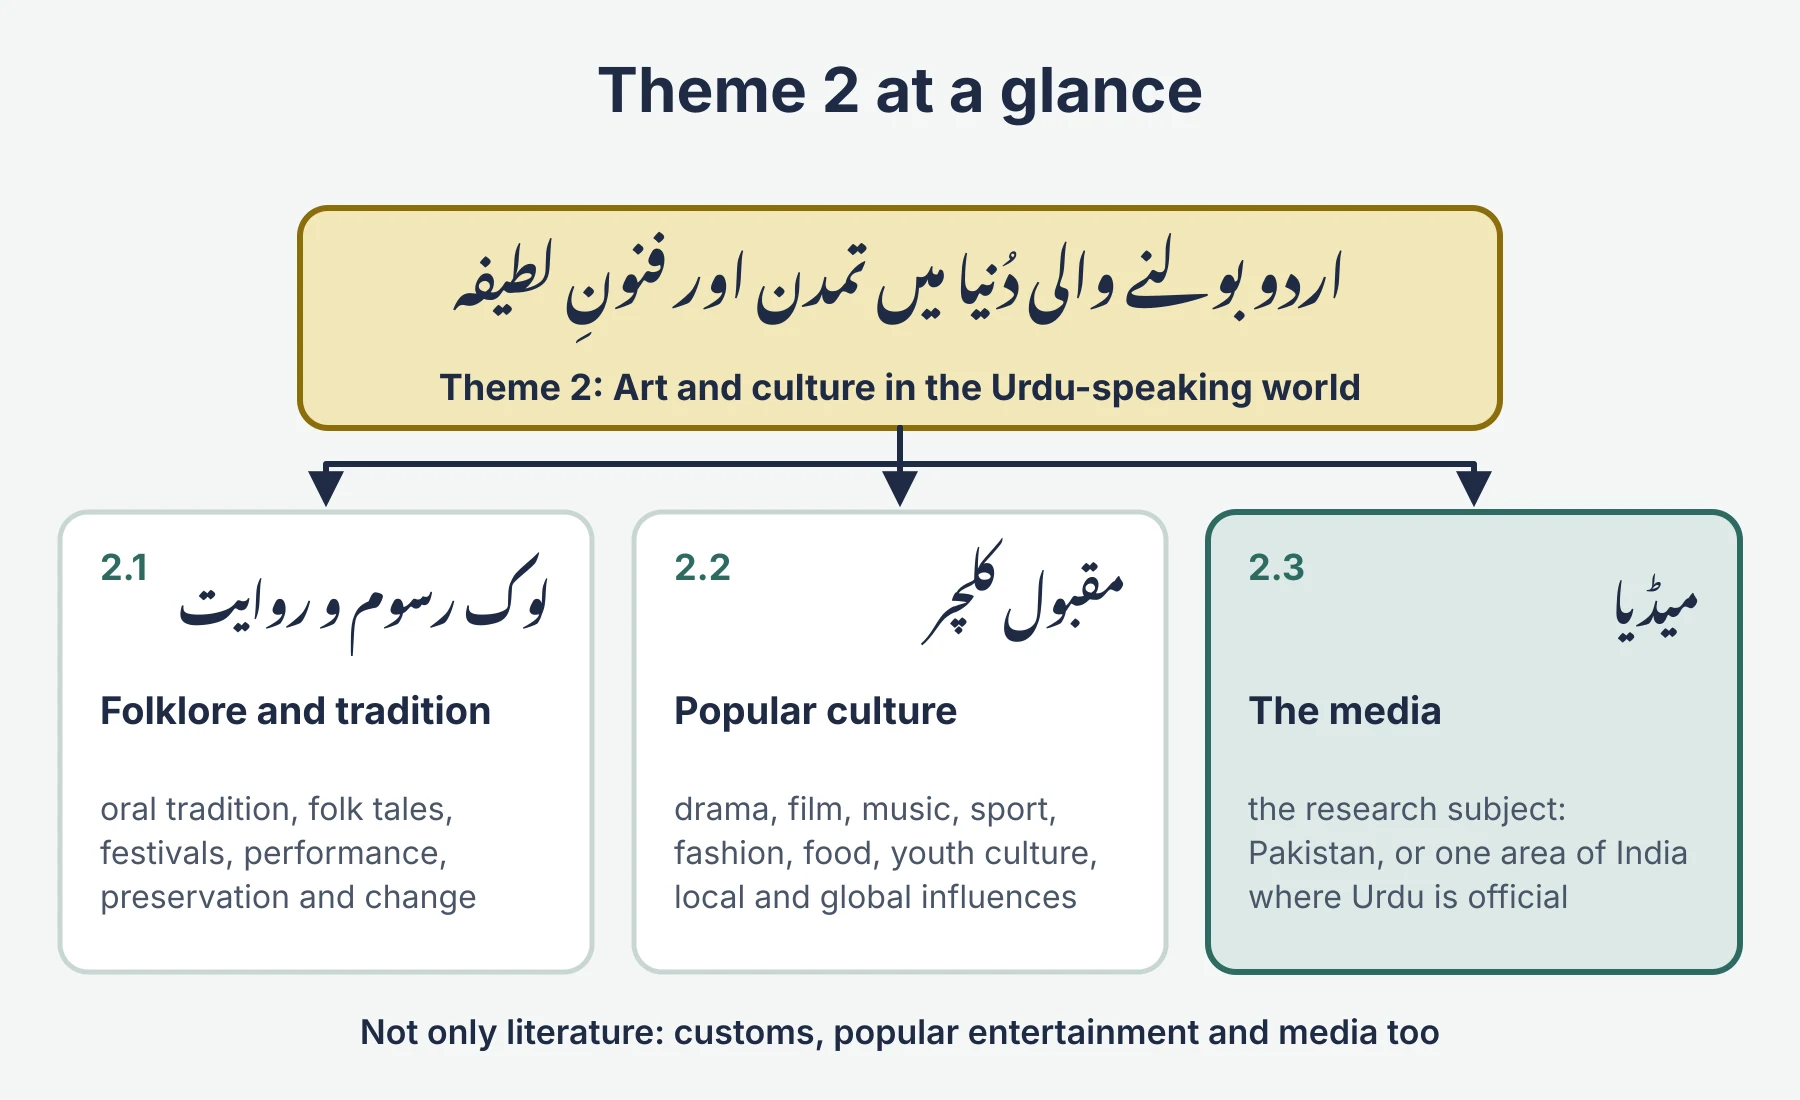 Theme 2 at a glance
اردو بولنے والی دُنیا میں تمدن اور فنونِ لطیفہ
Theme 2: Art and culture in the Urdu-speaking world
2.1
لوک رسوم و روایت
Folklore and tradition
oral tradition, folk tales,
festivals, performance,
preservation and change
2.2
مقبول کلچر
Popular culture
drama, film, music, sport,
fashion, food, youth culture,
local and global influences
2.3
میڈیا
The media
the research subject:
Pakistan, or one area of India
where Urdu is official
Not only literature: customs, popular entertainment and media too